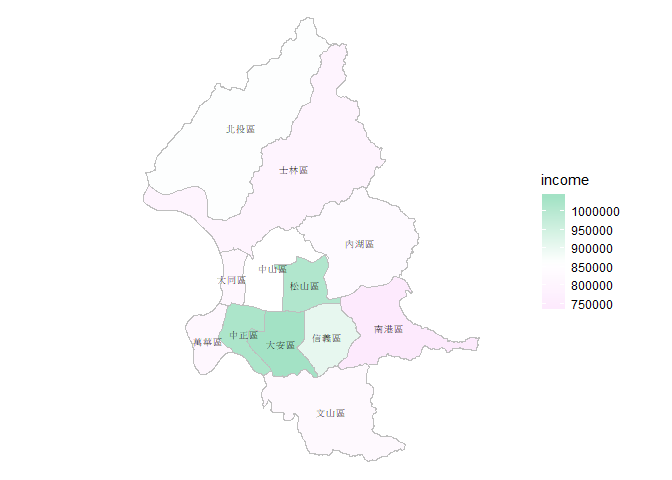 北投區
士林區
內湖區
中山區
大同區
松山區
南港區
中正區
信義區
萬華區
大安區
文山區
income
1000000
950000
900000
850000
800000
750000